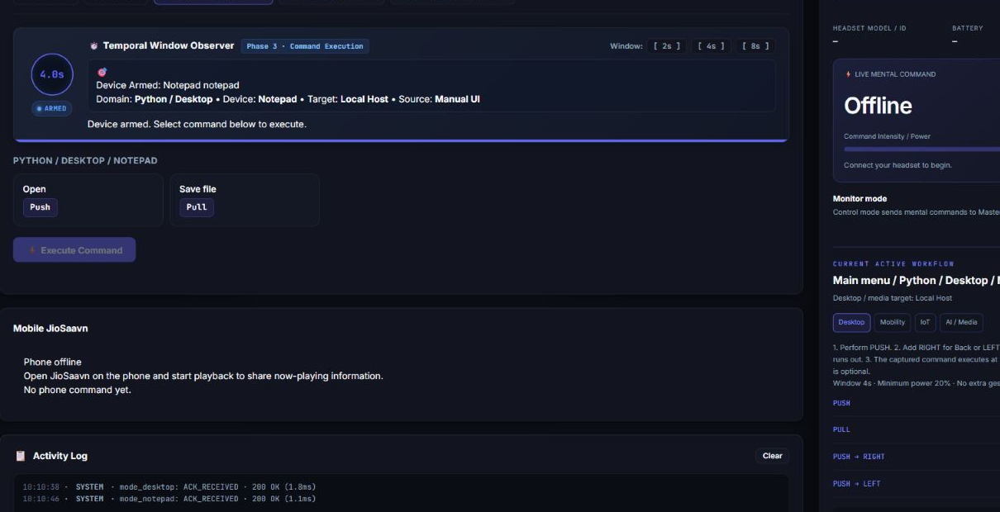 Temporal Window Observer
Phase 3 · Command Execution
Window: [ 2s ] [ 4s ] [ 8s ]
4.0s
ARMED
Device Armed: Notepad notepad
Domain: Python / Desktop • Device: Notepad • Target: Local Host • Source: Manual UI
Device armed. Select command below to execute.
PYTHON / DESKTOP / NOTEPAD
Open
Push
Save file
Pull
Execute Command
Mobile JioSaavn
Phone offline
Open JioSaavn on the phone and start playback to share now-playing information.
No phone command yet.
Activity Log
Clear
10:10:38 · SYSTEM · mode_desktop: ACK_RECEIVED · 200 OK (1.8ms)
10:10:46 · SYSTEM · mode_notepad: ACK_RECEIVED · 200 OK (1.1ms)
HEADSET MODEL / ID
–
BATTERY
–
LIVE MENTAL COMMAND
Offline
Command Intensity / Power
Connect your headset to begin.
Monitor mode
Control mode sends mental commands to Maste
CURRENT ACTIVE WORKFLOW
Main menu / Python / Desktop /
Desktop / media target: Local Host
Desktop
Mobility
IoT
AI / Media
1. Perform PUSH. 2. Add RIGHT for Back or LEFT
runs out. 3. The captured command executes at
is optional.
Window 4s · Minimum power 20% · No extra ges
PUSH
PULL
PUSH → RIGHT
PUSH → LEFT